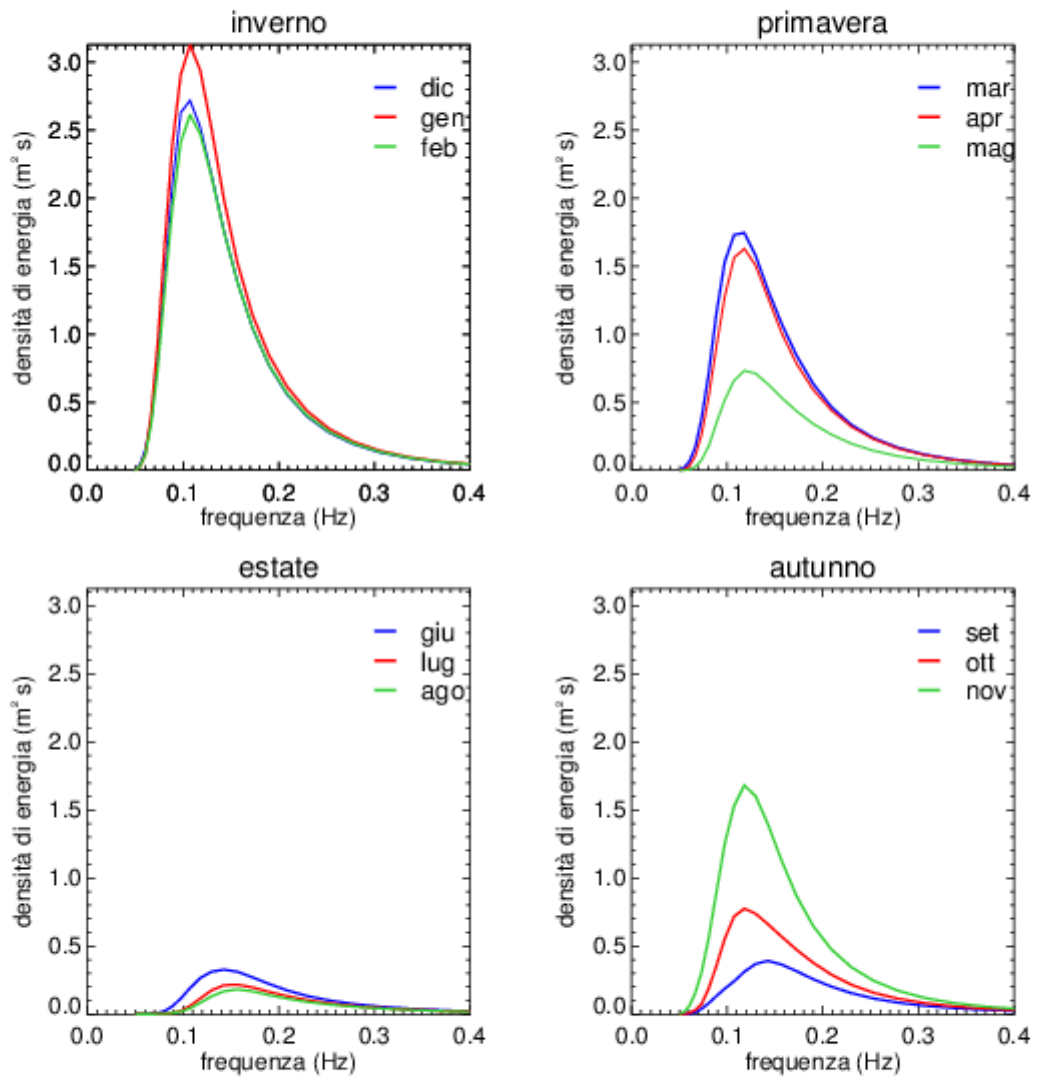 inverno
densità di energia (m² s)
3.0
2.5
2.0
1.5
1.0
0.5
0.0
dic
gen
feb
0.0 0.1 0.2 0.3 0.4
frequenza (Hz)
primavera
densità di energia (m² s)
3.0
2.5
2.0
1.5
1.0
0.5
0.0
mar
apr
mag
0.0 0.1 0.2 0.3 0.4
frequenza (Hz)
estate
densità di energia (m² s)
3.0
2.5
2.0
1.5
1.0
0.5
0.0
giu
lug
ago
0.0 0.1 0.2 0.3 0.4
frequenza (Hz)
autunno
densità di energia (m² s)
3.0
2.5
2.0
1.5
1.0
0.5
0.0
set
ott
nov
0.0 0.1 0.2 0.3 0.4
frequenza (Hz)